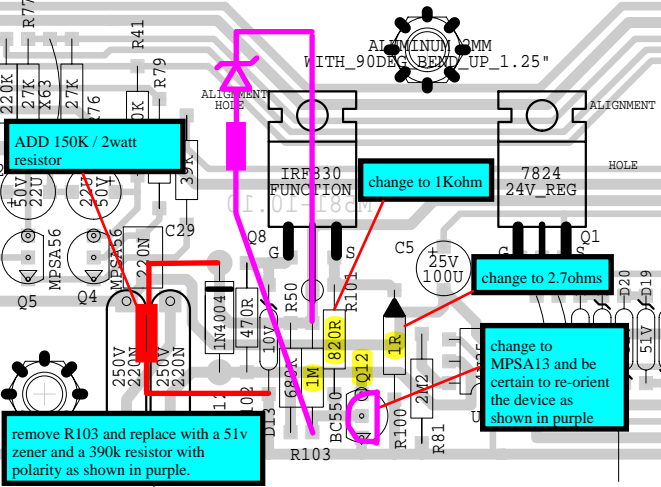 R77
R41
R79
ALUMINUM 2MM
WITH_90DEG_BEND_UP_1.25"
220K
27K
X63
27K
R76
ALIGNMENT
HOLE
ALIGNMENT
HOLE
ADD 150K / 2watt
resistor
39K
IRF830
FUNCTION
7824
24V_REG
change to 1Kohm
50V
22U
22U
50V
C29
220N
MPSA56
MPSA56
Q5
Q4
Q8
G
S
Q1
G
S
C5
25V
100U
change to 2.7ohms
D20
D19
R50
R101
1N4004
470R
10V
680R
1M
820R
Q12
1R
2M2
51V
250V
220N
250V
220N
change to
MPSA13 and be
certain to re-orient
the device as
shown in purple
remove R103 and replace with a 51v
zener and a 390k resistor with
polarity as shown in purple.
D13
R103
BC550
R100
R81